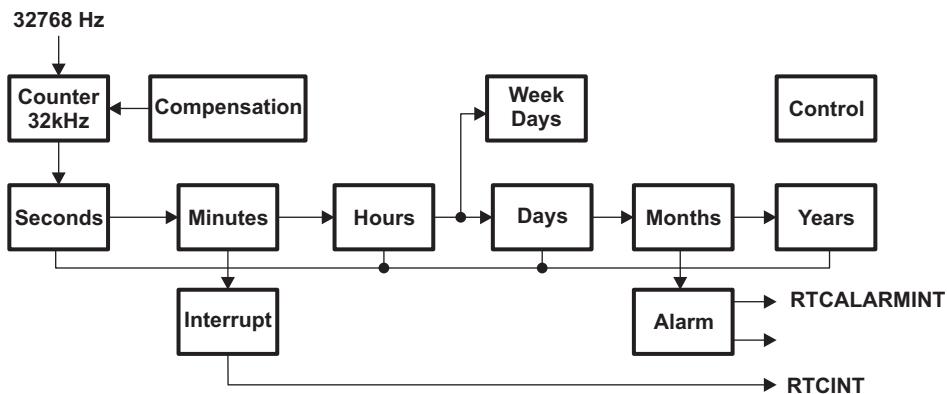 32768 Hz
Counter
32kHz
Compensation
Week
Days
Control
Seconds
Minutes
Hours
Days
Months
Years
Interrupt
Alarm
RTCALARMINT
RTCINT